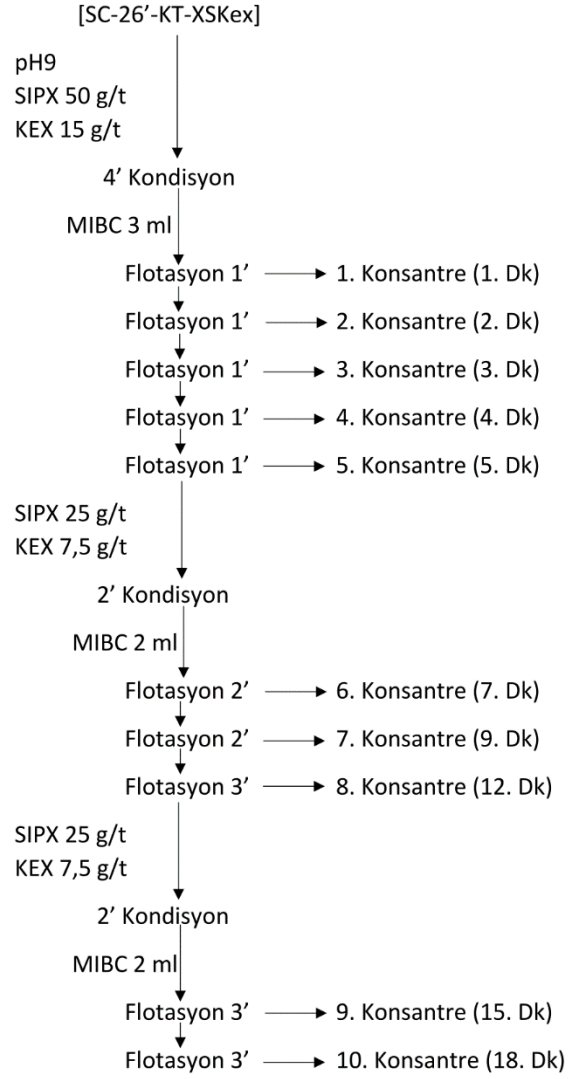 [SC-26’-KT-XSKex]
pH9
SIPX 50 g/t
KEX 15 g/t
4’ Kondisyon
MIBC 3 ml
Flotasyon 1’ 1. Konsantre (1. Dk)
Flotasyon 1’ 2. Konsantre (2. Dk)
Flotasyon 1’ 3. Konsantre (3. Dk)
Flotasyon 1’ 4. Konsantre (4. Dk)
Flotasyon 1’ 5. Konsantre (5. Dk)
SIPX 25 g/t
KEX 7,5 g/t
2’ Kondisyon
MIBC 2 ml
Flotasyon 2’ 6. Konsantre (7. Dk)
Flotasyon 2’ 7. Konsantre (9. Dk)
Flotasyon 3’ 8. Konsantre (12. Dk)
SIPX 25 g/t
KEX 7,5 g/t
2’ Kondisyon
MIBC 2 ml
Flotasyon 3’ 9. Konsantre (15. Dk)
Flotasyon 3’ 10. Konsantre (18. Dk)